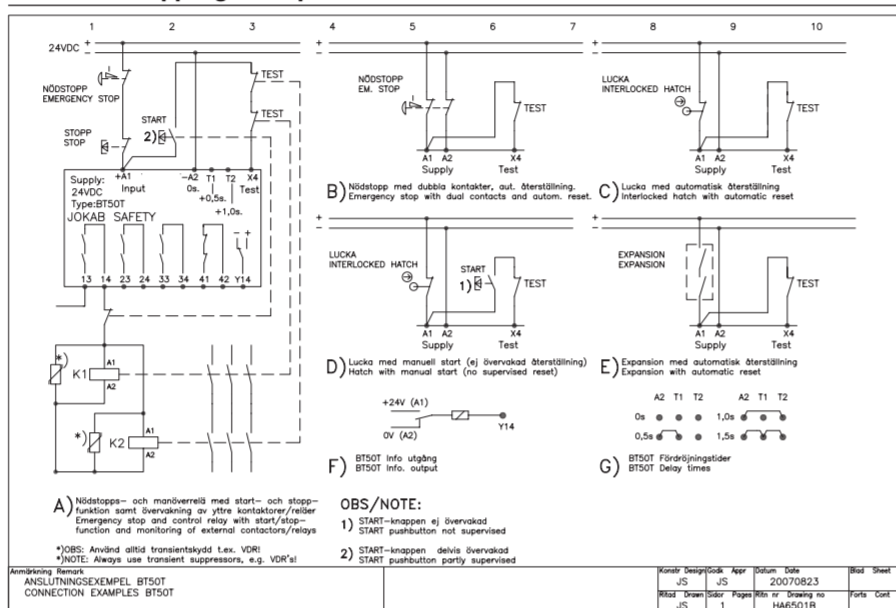 1 2 3 4 5 6 7 8 9 10
24VDC + −
+ −
+ −
NÖDSTOPP
EMERGENCY STOP
TEST
TEST
STOPP
STOP
START
2)
+A1 −A2 T1 T2 X4
Supply: Input 0s. Test
24VDC +0,5s.
Type:BT50T +1,0s.
JOKAB SAFETY
− +
13 14 23 24 33 34 41 42 Y14
*) K1 A1 A2
*) K2 A1 A2
A) Nödstopps− och manöverrelä med start− och stopp−
funktion samt övervakning av yttre kontaktorer/reläer
Emergency stop and control relay with start/stop−
function and monitoring of external contactors/relays
*)OBS: Använd alltid transientskydd t.ex. VDR!
*)NOTE: Always use transient suppressors, e.g. VDR's!
NÖDSTOPP
EM. STOP
TEST
A1 A2 X4
Supply Test
B) Nödstopp med dubbla kontakter, aut. återställning.
Emergency stop with dual contacts and autom. reset.
LUCKA
INTERLOCKED HATCH
TEST
A1 A2 X4
Supply Test
C) Lucka med automatisk återställning
Interlocked hatch with automatic reset
+ −
LUCKA
INTERLOCKED HATCH
START
1)
TEST
A1 A2 X4
Supply Test
D) Lucka med manuell start (ej övervakad återställning)
Hatch with manual start (no supervised reset)
+ −
EXPANSION
EXPANSION
TEST
A1 A2 X4
Supply Test
E) Expansion med automatisk återställning
Expansion with automatic reset
+24V (A1)
0V (A2)
Y14
F) BT50T Info utgång
BT50T Info. output
A2 T1 T2 A2 T1 T2
0s 1,0s
0,5s 1,5s
G) BT50T Fördröjningstider
BT50T Delay times
OBS/NOTE:
1) START−knappen ej övervakad
START pushbutton not supervised
2) START−knappen delvis övervakad
START pushbutton partly supervised
Anmärkning Remark
ANSLUTNINGSEXEMPEL BT50T
CONNECTION EXAMPLES BT50T
Konstr Design Godk Appr Datum Date Blad Sheet
JS JS 20070823
Ritad Drawn Sidor Pages Ritn nr Drawing no Forts Cont
JS 1 HA6501B